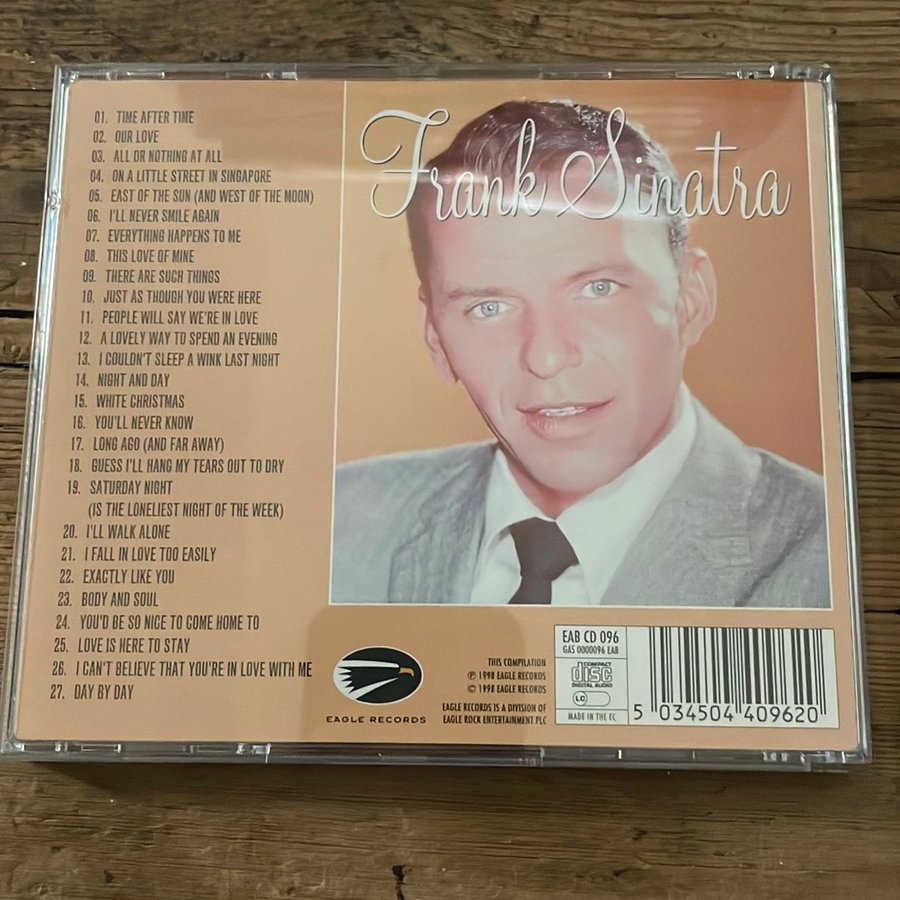 01. TIME AFTER TIME
02. OUR LOVE
03. ALL OR NOTHING AT ALL
04. ON A LITTLE STREET IN SINGAPORE
05. EAST OF THE SUN (AND WEST OF THE MOON)
06. I'LL NEVER SMILE AGAIN
07. EVERYTHING HAPPENS TO ME
08. THIS LOVE OF MINE
09. THERE ARE SUCH THINGS
10. JUST AS THOUGH YOU WERE HERE
11. PEOPLE WILL SAY WE'RE IN LOVE
12. A LOVELY WAY TO SPEND AN EVENING
13. I COULDN'T SLEEP A WINK LAST NIGHT
14. NIGHT AND DAY
15. WHITE CHRISTMAS
16. YOU'LL NEVER KNOW
17. LONG AGO (AND FAR AWAY)
18. GUESS I'LL HANG MY TEARS OUT TO DRY
19. SATURDAY NIGHT
(IS THE LONELIEST NIGHT OF THE WEEK)
20. I'LL WALK ALONE
21. I FALL IN LOVE TOO EASILY
22. EXACTLY LIKE YOU
23. BODY AND SOUL
24. YOU'D BE SO NICE TO COME HOME TO
25. LOVE IS HERE TO STAY
26. I CAN'T BELIEVE THAT YOU'RE IN LOVE WITH ME
27. DAY BY DAY
Frank Sinatra
EAGLE RECORDS
THIS COMPILATION
℗ 1998 EAGLE RECORDS
© 1998 EAGLE RECORDS
EAGLE RECORDS IS A DIVISION OF
EAGLE ROCK ENTERTAINMENT PLC
EAB CD 096
GAS 0000096 EAB
COMPACT
disc
DIGITAL AUDIO
LC
MADE IN THE EC
5 034504 409620